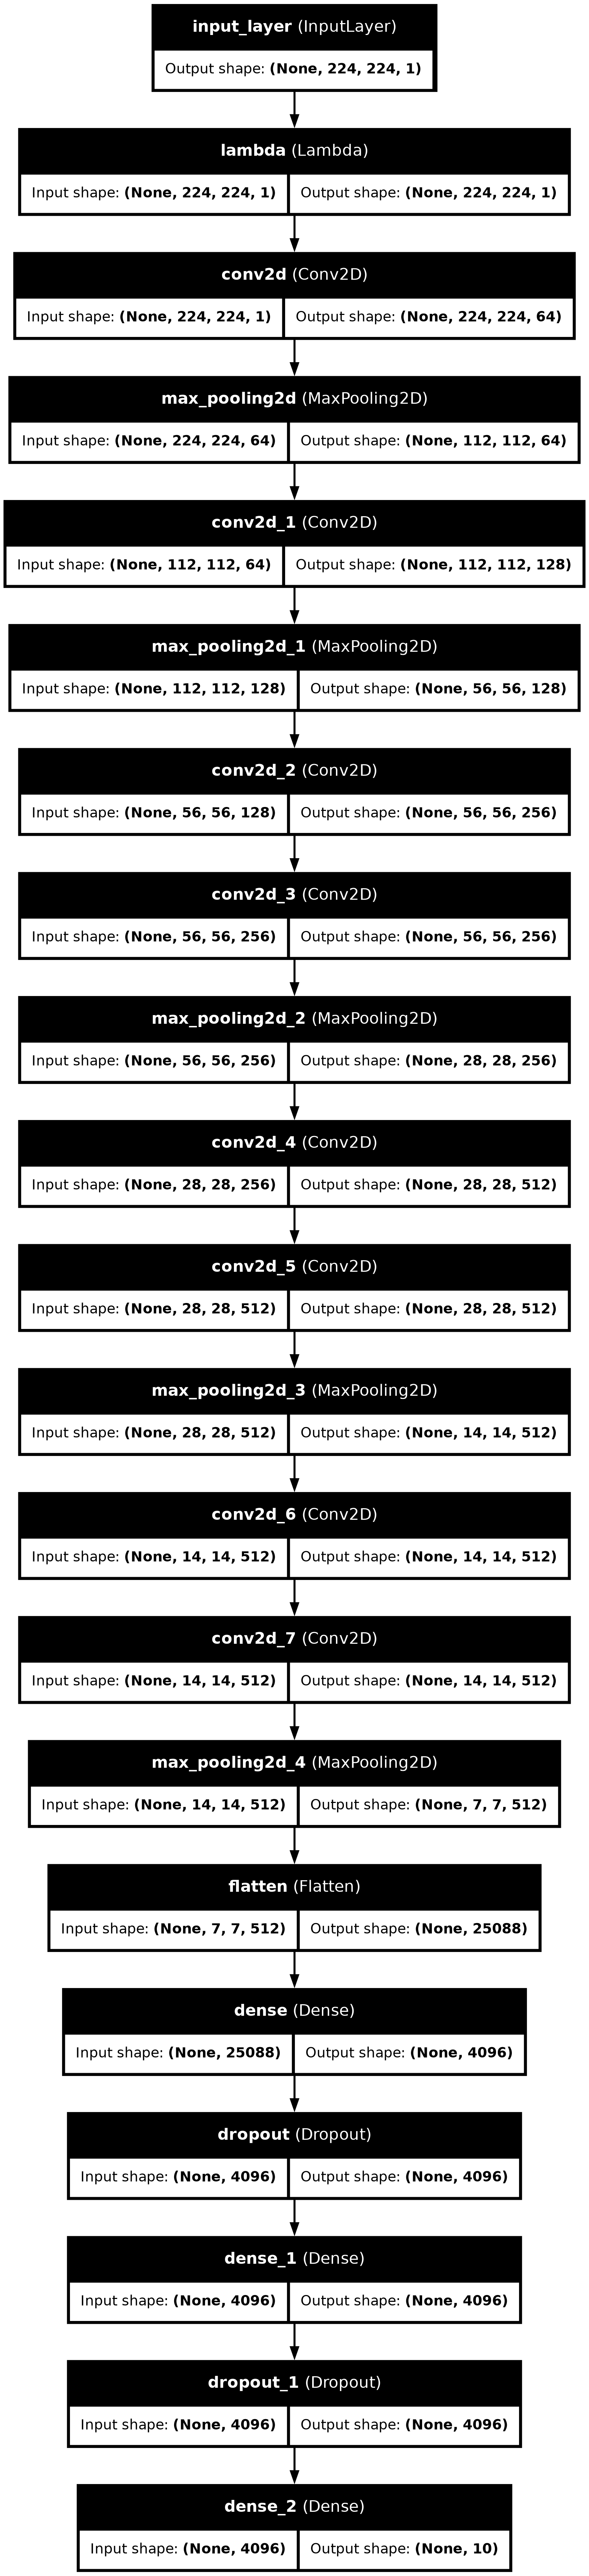 input_layer (InputLayer)
Output shape: (None, 224, 224, 1)
lambda (Lambda)
Input shape: (None, 224, 224, 1) Output shape: (None, 224, 224, 1)
conv2d (Conv2D)
Input shape: (None, 224, 224, 1) Output shape: (None, 224, 224, 64)
max_pooling2d (MaxPooling2D)
Input shape: (None, 224, 224, 64) Output shape: (None, 112, 112, 64)
conv2d_1 (Conv2D)
Input shape: (None, 112, 112, 64) Output shape: (None, 112, 112, 128)
max_pooling2d_1 (MaxPooling2D)
Input shape: (None, 112, 112, 128) Output shape: (None, 56, 56, 128)
conv2d_2 (Conv2D)
Input shape: (None, 56, 56, 128) Output shape: (None, 56, 56, 256)
conv2d_3 (Conv2D)
Input shape: (None, 56, 56, 256) Output shape: (None, 56, 56, 256)
max_pooling2d_2 (MaxPooling2D)
Input shape: (None, 56, 56, 256) Output shape: (None, 28, 28, 256)
conv2d_4 (Conv2D)
Input shape: (None, 28, 28, 256) Output shape: (None, 28, 28, 512)
conv2d_5 (Conv2D)
Input shape: (None, 28, 28, 512) Output shape: (None, 28, 28, 512)
max_pooling2d_3 (MaxPooling2D)
Input shape: (None, 28, 28, 512) Output shape: (None, 14, 14, 512)
conv2d_6 (Conv2D)
Input shape: (None, 14, 14, 512) Output shape: (None, 14, 14, 512)
conv2d_7 (Conv2D)
Input shape: (None, 14, 14, 512) Output shape: (None, 14, 14, 512)
max_pooling2d_4 (MaxPooling2D)
Input shape: (None, 14, 14, 512) Output shape: (None, 7, 7, 512)
flatten (Flatten)
Input shape: (None, 7, 7, 512) Output shape: (None, 25088)
dense (Dense)
Input shape: (None, 25088) Output shape: (None, 4096)
dropout (Dropout)
Input shape: (None, 4096) Output shape: (None, 4096)
dense_1 (Dense)
Input shape: (None, 4096) Output shape: (None, 4096)
dropout_1 (Dropout)
Input shape: (None, 4096) Output shape: (None, 4096)
dense_2 (Dense)
Input shape: (None, 4096) Output shape: (None, 10)